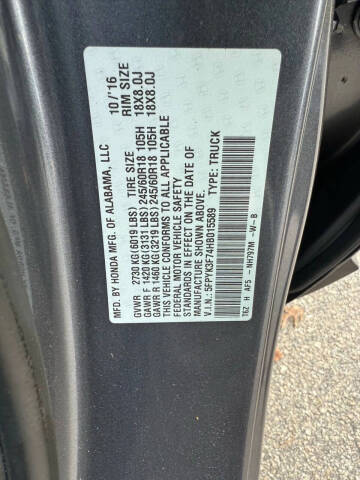 MFD. BY HONDA MFG. OF ALABAMA, LLC 10/'16
TIRE SIZE RIM SIZE
GVWR 2730 KG(6019 LBS)
GAWR F 1420 KG(3131 LBS) 245/60R18 105H 18X8.0J
GAWR R 1460 KG(3219 LBS) 245/60R18 105H 18X8.0J
THIS VEHICLE CONFORMS TO ALL APPLICABLE
FEDERAL MOTOR VEHICLE SAFETY
STANDARDS IN EFFECT ON THE DATE OF
MANUFACTURE SHOWN ABOVE.
V.I.N.: 5FPYK3F74HB015589 TYPE: TRUCK
T6Z H AF5 -NH797M -W-B